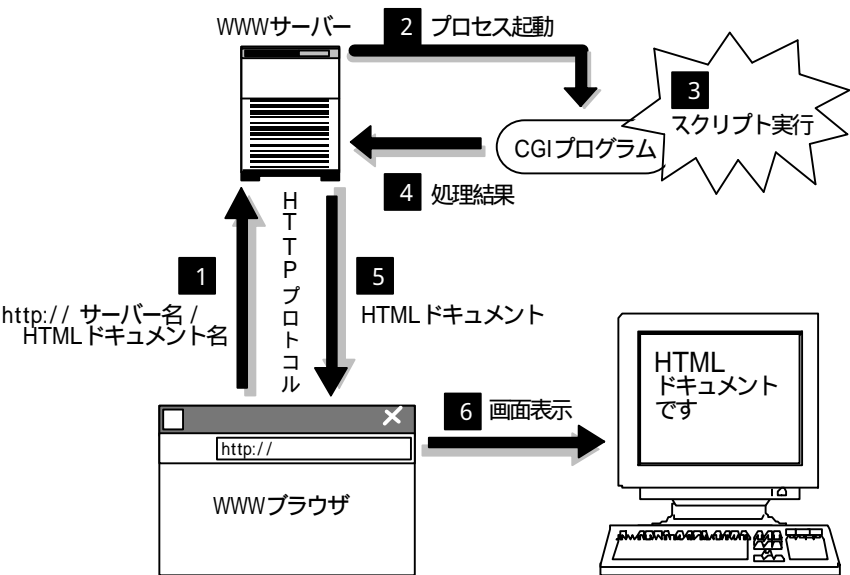 WWWサーバー
2 プロセス起動
3
スクリプト実行
CGIプログラム
4 処理結果
HTTPプロトコル
1
http:// サーバー名 /
HTMLドキュメント名
5
HTMLドキュメント
6 画面表示
http://
WWWブラウザ
HTML
ドキュメント
です